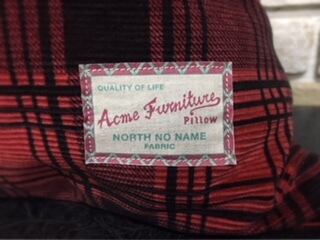 QUALITY OF LIFE
Acme Furniture
Pillow
NORTH NO NAME
FABRIC